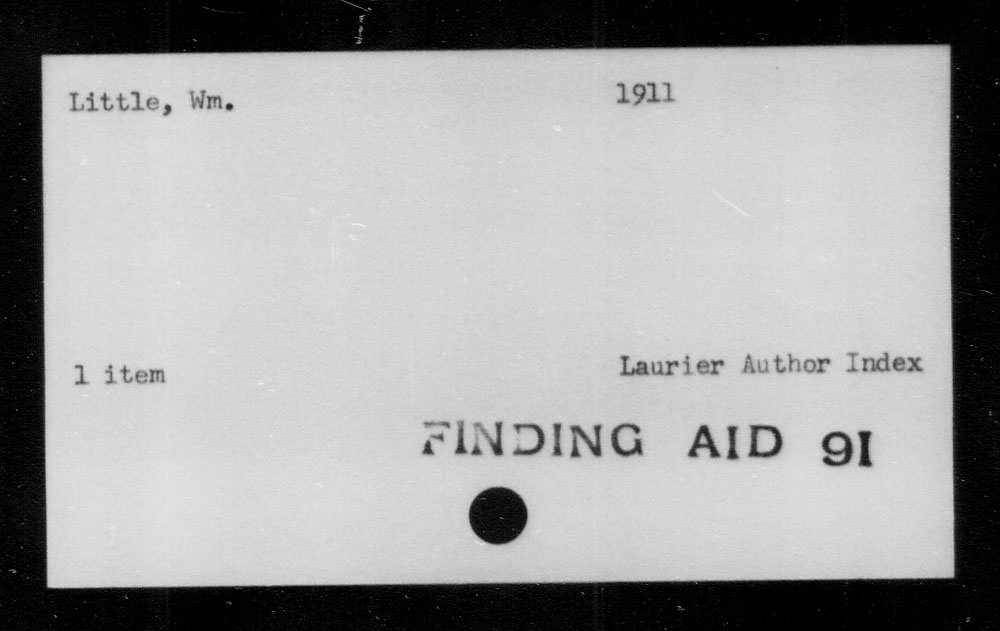 Little, Wm. 1911
1 item Laurier Author Index
FINDING AID 91